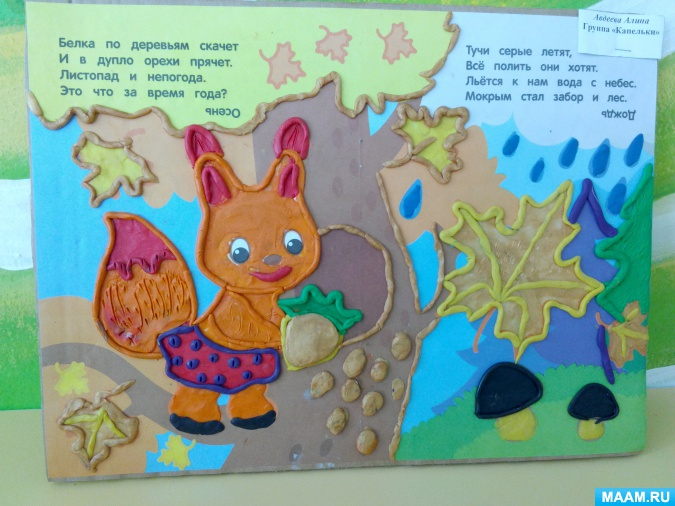 Авдеева Алина
Группа «Капельки»
Белка по деревьям скачет
И в дупло орехи прячет.
Листопад и непогода.
Это что за время года?
Осень
Тучи серые летят,
Всё полить они хотят.
Льётся к нам вода с небес.
Мокрым стал забор и лес.
Дождь
MAAM.RU